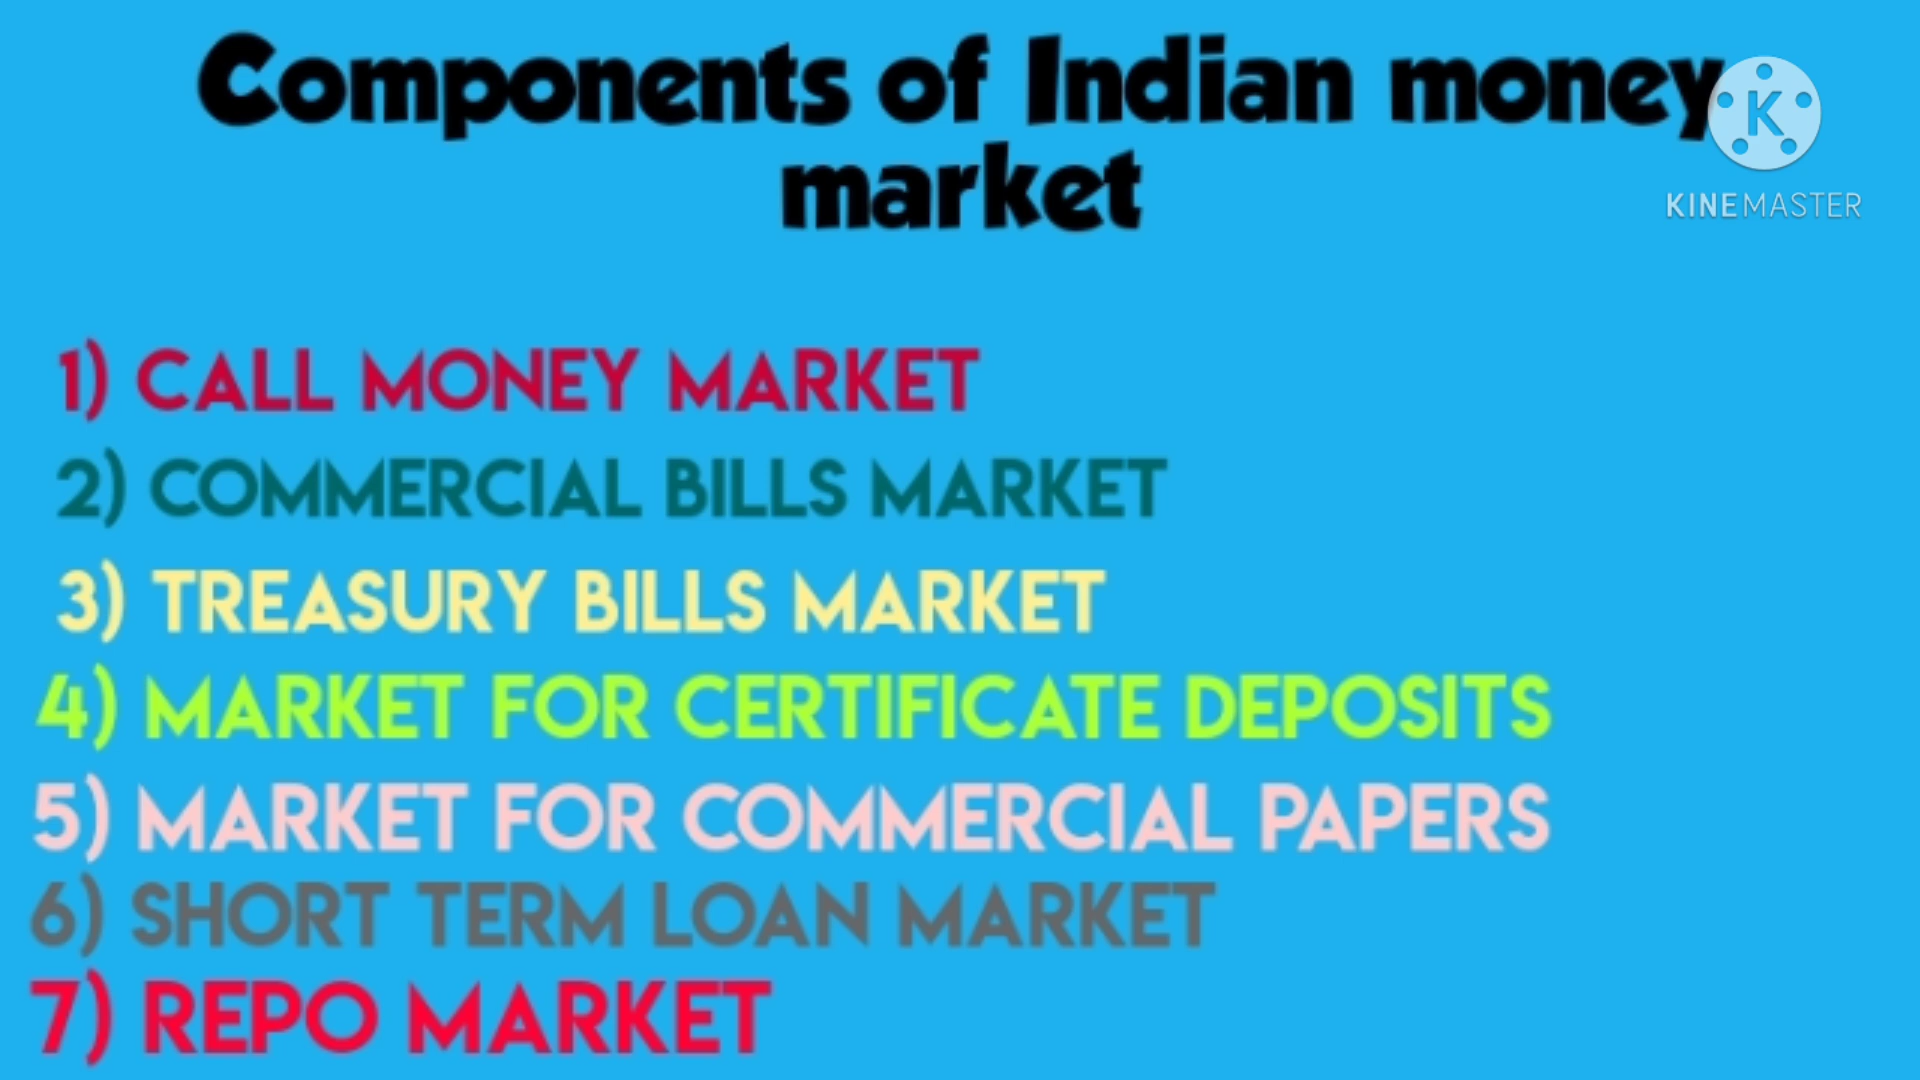 Components of Indian money
market
K
KINEMASTER
1) CALL MONEY MARKET
2) COMMERCIAL BILLS MARKET
3) TREASURY BILLS MARKET
4) MARKET FOR CERTIFICATE DEPOSITS
5) MARKET FOR COMMERCIAL PAPERS
6) SHORT TERM LOAN MARKET
7) REPO MARKET